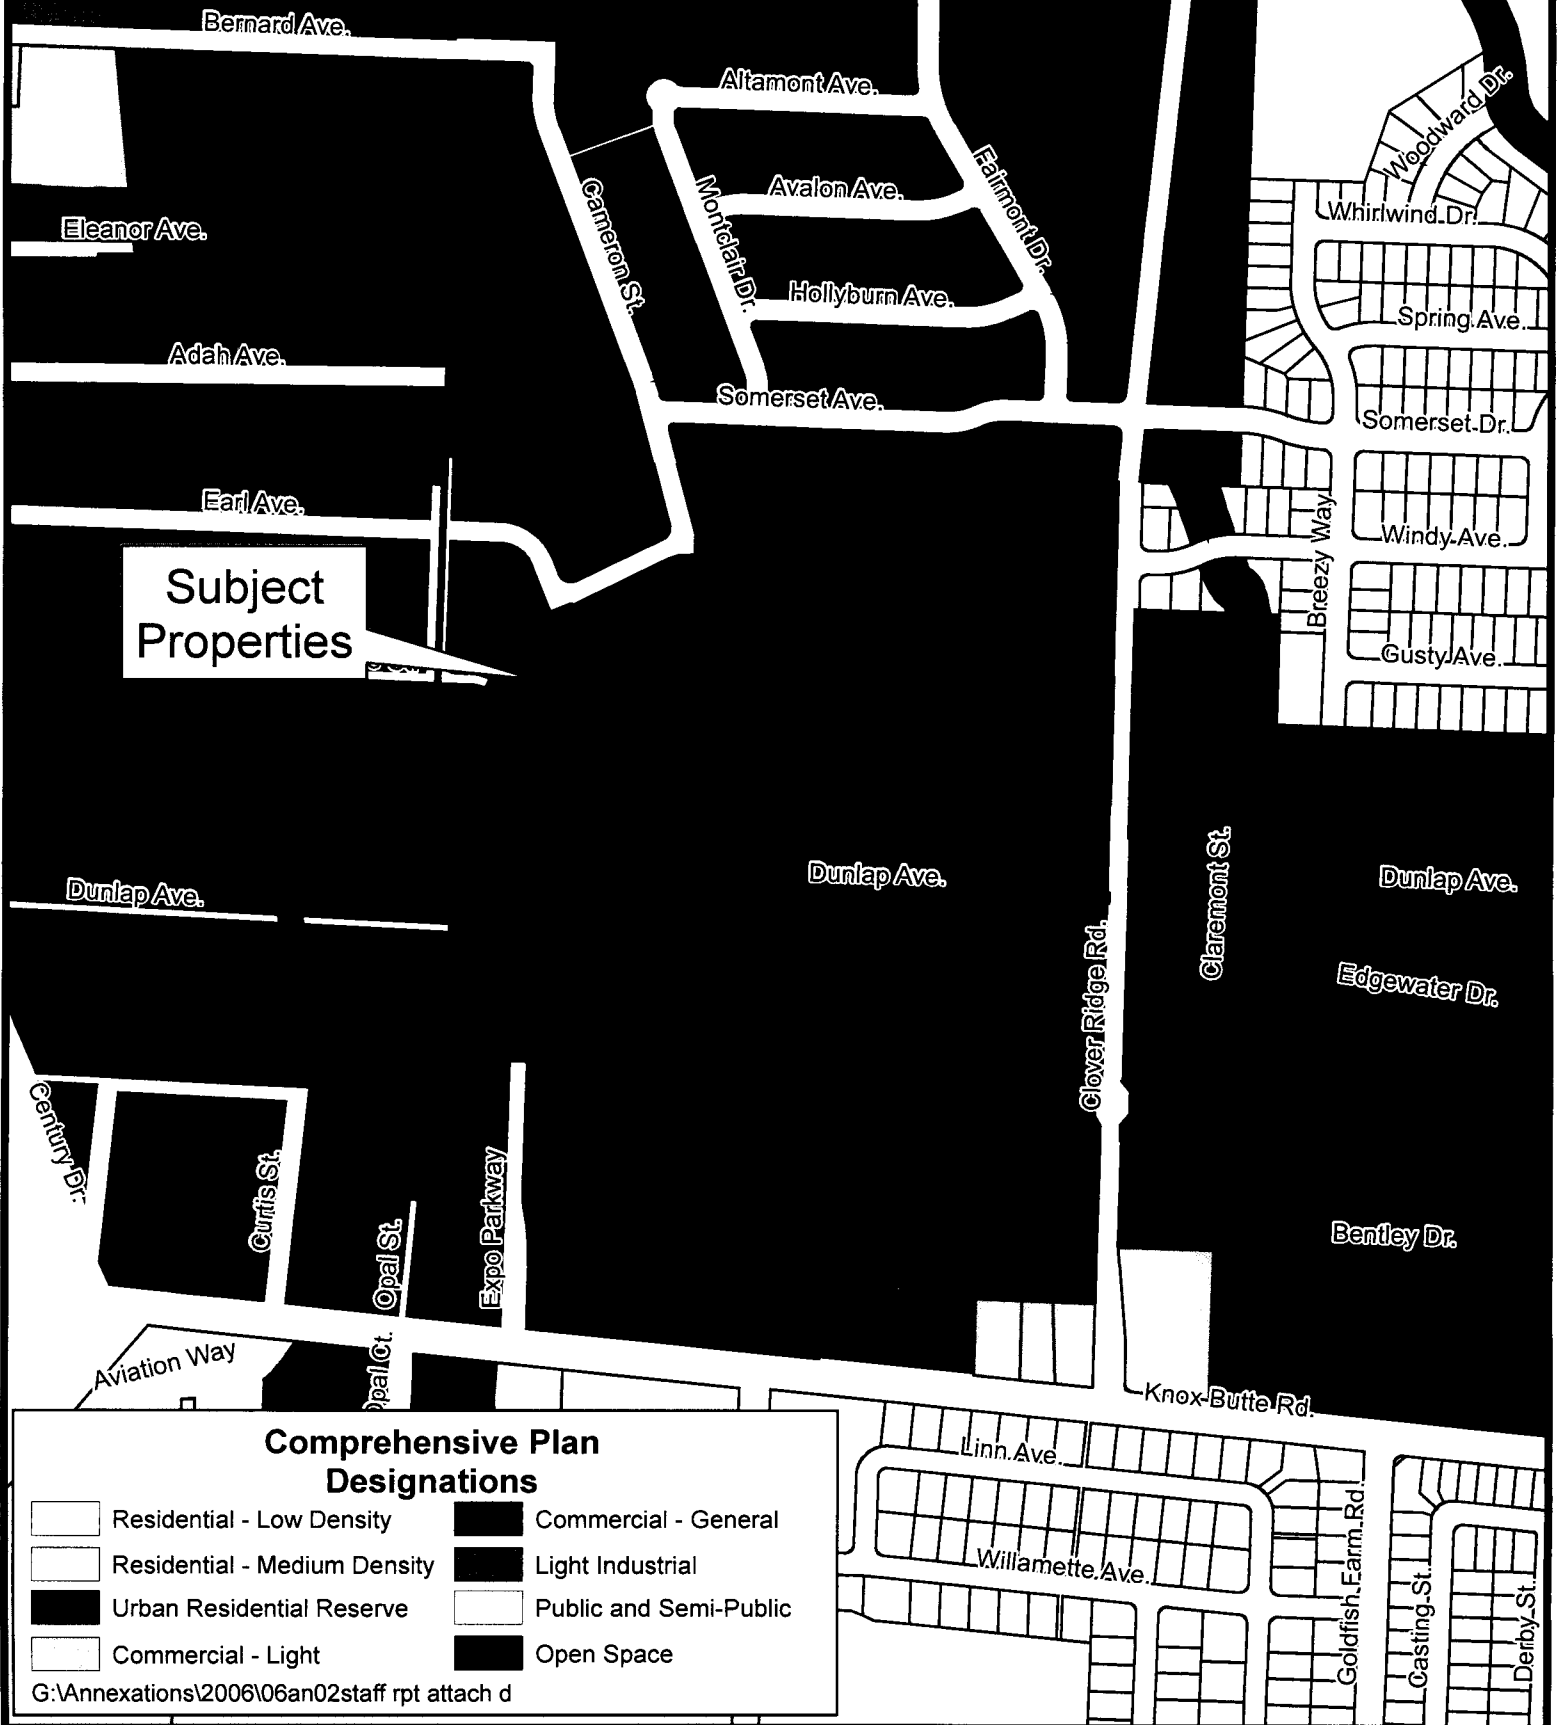 Bernard Ave.
Altamont Ave.
Woodward Dr.
Cameron St.
Montclair Dr.
Avalon Ave.
Fairmont Dr.
Whirlwind Dr.
Eleanor Ave.
Hollyburn Ave.
Spring Ave.
Adah Ave.
Somerset Ave.
Somerset Dr.
Earl Ave.
Breezy Way
Windy Ave.
Subject
Properties
Gusty Ave.
Dunlap Ave.
Dunlap Ave.
Claremont St.
Dunlap Ave.
Clover Ridge Rd.
Edgewater Dr.
Century Dr.
Curtis St.
Opal St.
Expo Parkway
Bentley Dr.
Aviation Way
Opal Ct.
Knox Butte Rd.
Linn Ave.
Willamette Ave.
Goldfish Farm Rd.
Casting St.
Derby St.
Comprehensive Plan
Designations
Residential - Low Density
Residential - Medium Density
Urban Residential Reserve
Commercial - Light
Commercial - General
Light Industrial
Public and Semi-Public
Open Space
G:\Annexations\2006\06an02staff rpt attach d